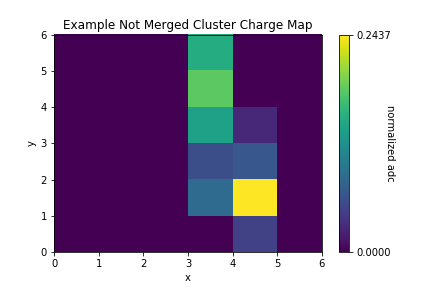 Example Not Merged Cluster Charge Map
6
5
4
3
2
1
0
y
0 1 2 3 4 5 6
x
0.2437
0.0000
normalized adc